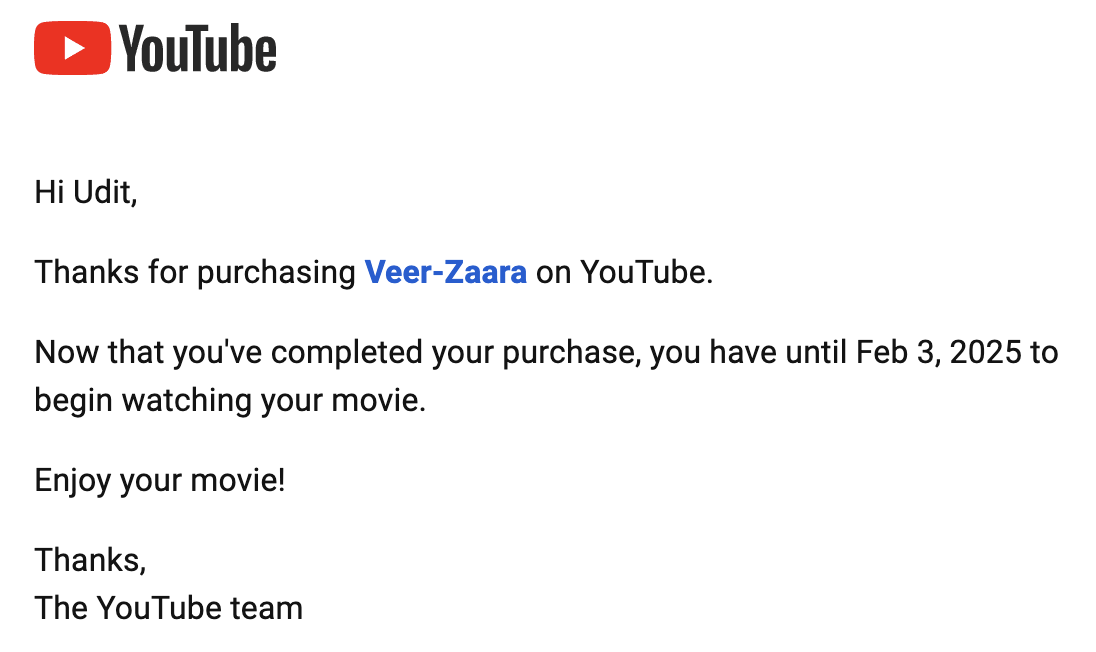 YouTube
Hi Udit,
Thanks for purchasing Veer-Zaara on YouTube.
Now that you've completed your purchase, you have until Feb 3, 2025 to
begin watching your movie.
Enjoy your movie!
Thanks,
The YouTube team